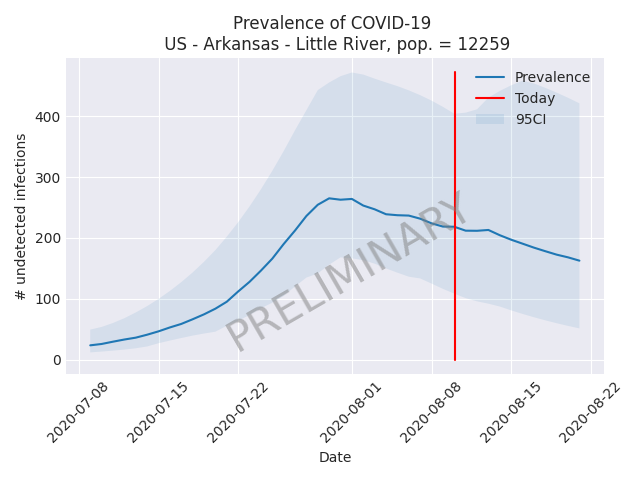 Prevalence of COVID-19
US - Arkansas - Little River, pop. = 12259
Prevalence
Today
95CI
400
300
200
100
0
# undetected infections
PRELIMINARY
2020-07-08
2020-07-15
2020-07-22
2020-08-01
2020-08-08
2020-08-15
2020-08-22
Date